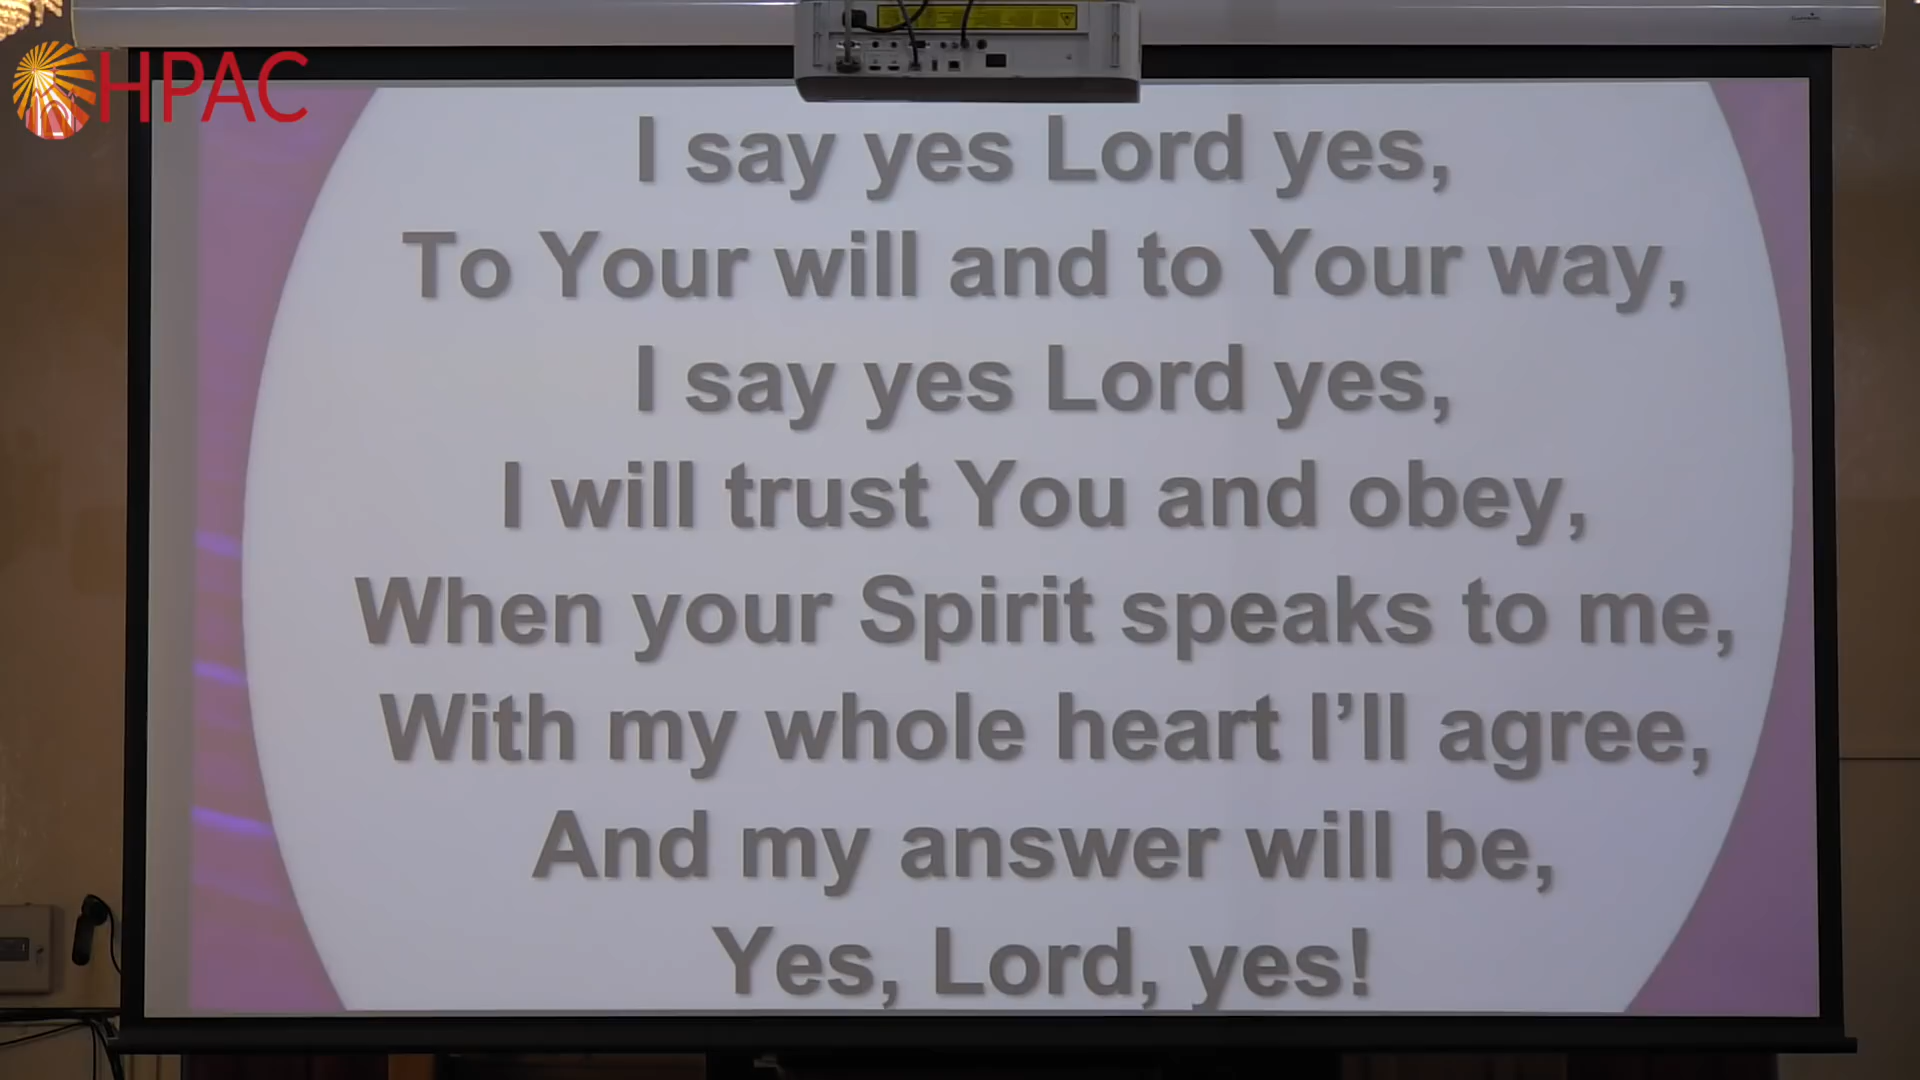 HPAC
I say yes Lord yes,
To Your will and to Your way,
I say yes Lord yes,
I will trust You and obey,
When your Spirit speaks to me,
With my whole heart I’ll agree,
And my answer will be,
Yes, Lord, yes!